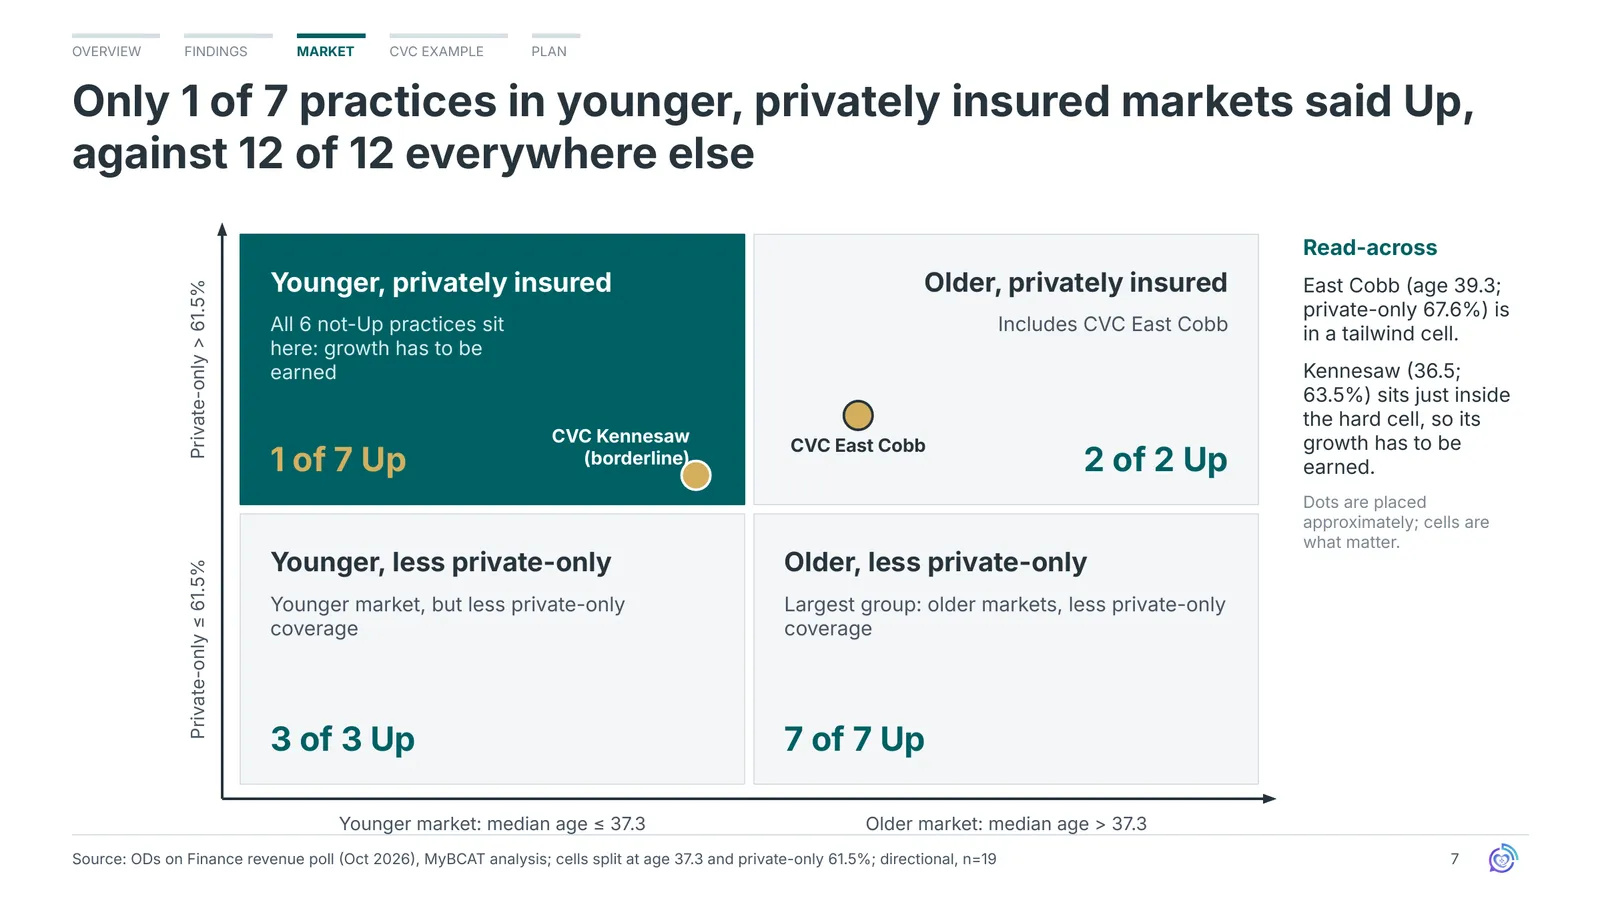 OVERVIEW
FINDINGS
MARKET
CVC EXAMPLE
PLAN
Only 1 of 7 practices in younger, privately insured markets said Up,
against 12 of 12 everywhere else
Private-only > 61.5%
Younger, privately insured
All 6 not-Up practices sit
here: growth has to be
earned
1 of 7 Up
CVC Kennesaw
(borderline)
Older, privately insured
Includes CVC East Cobb
CVC East Cobb
2 of 2 Up
Private-only ≤ 61.5%
Younger, less private-only
Younger market, but less private-only
coverage
3 of 3 Up
Older, less private-only
Largest group: older markets, less private-only
coverage
7 of 7 Up
Younger market: median age ≤ 37.3
Older market: median age > 37.3
Read-across
East Cobb (age 39.3;
private-only 67.6%) is
in a tailwind cell.
Kennesaw (36.5;
63.5%) sits just inside
the hard cell, so its
growth has to be
earned.
Dots are placed
approximately; cells are
what matter.
Source: ODs on Finance revenue poll (Oct 2026), MyBCAT analysis; cells split at age 37.3 and private-only 61.5%; directional, n=19
7